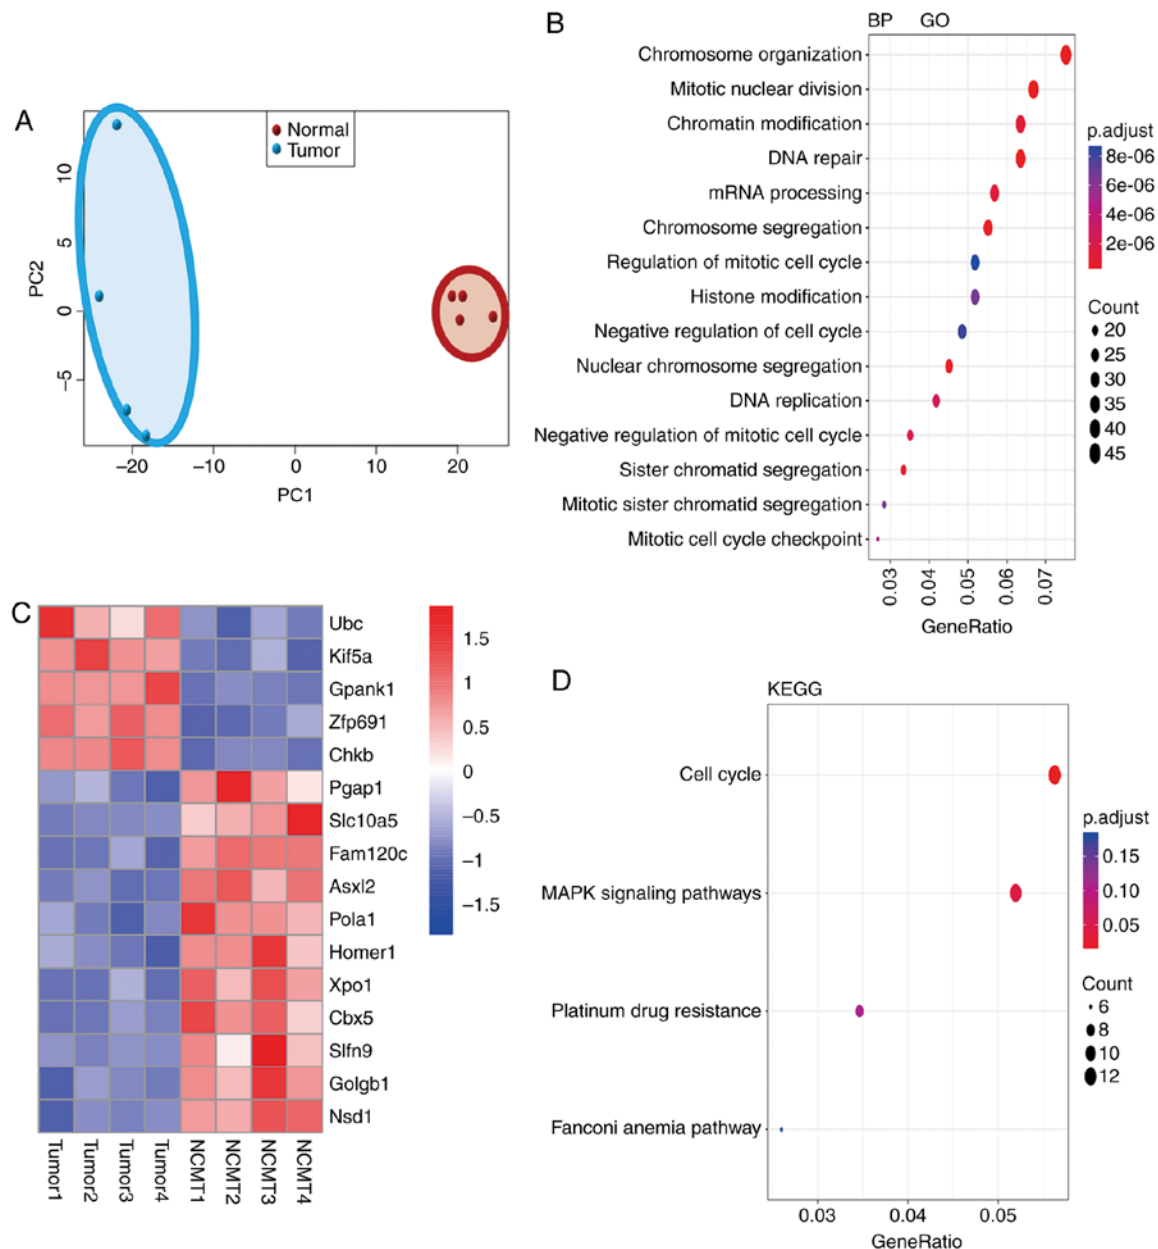 A
Normal
Tumor
10
5
0
−5
PC2
−20
−10
0
10
20
PC1
B
BP GO
Chromosome organization
Mitotic nuclear division
Chromatin modification
DNA repair
mRNA processing
Chromosome segregation
Regulation of mitotic cell cycle
Histone modification
Negative regulation of cell cycle
Nuclear chromosome segregation
DNA replication
Negative regulation of mitotic cell cycle
Sister chromatid segregation
Mitotic sister chromatid segregation
Mitotic cell cycle checkpoint
0.03
0.04
0.05
0.06
0.07
GeneRatio
p.adjust
8e-06
6e-06
4e-06
2e-06
Count
20
25
30
35
40
45
C
Ubc
Kif5a
Gpank1
Zfp691
Chkb
Pgap1
Slc10a5
Fam120c
Asxl2
Pola1
Homer1
Xpo1
Cbx5
Slfn9
Golgb1
Nsd1
Tumor1
Tumor2
Tumor3
Tumor4
NCMT1
NCMT2
NCMT3
NCMT4
1.5
1
0.5
0
−0.5
−1
−1.5
D
KEGG
Cell cycle
MAPK signaling pathways
Platinum drug resistance
Fanconi anemia pathway
0.03
0.04
0.05
GeneRatio
p.adjust
0.15
0.10
0.05
Count
6
8
10
12